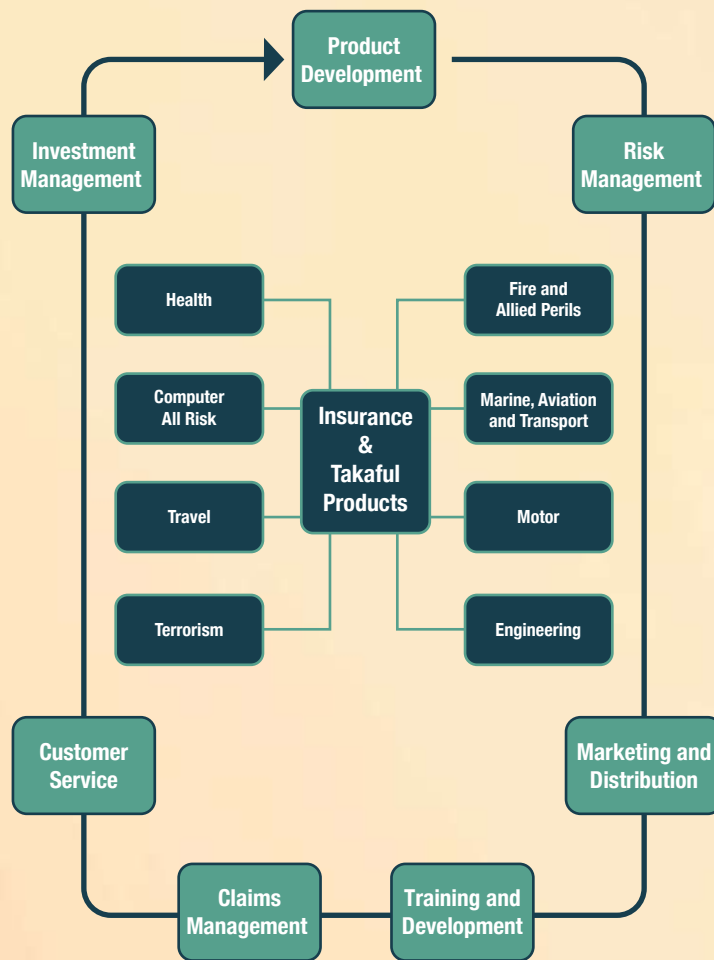 Product
Development
Investment
Management
Risk
Management
Health
Fire and
Allied Perils
Computer
All Risk
Insurance
&
Takaful
Products
Marine, Aviation
and Transport
Travel
Motor
Terrorism
Engineering
Customer
Service
Marketing and
Distribution
Claims
Management
Training and
Development